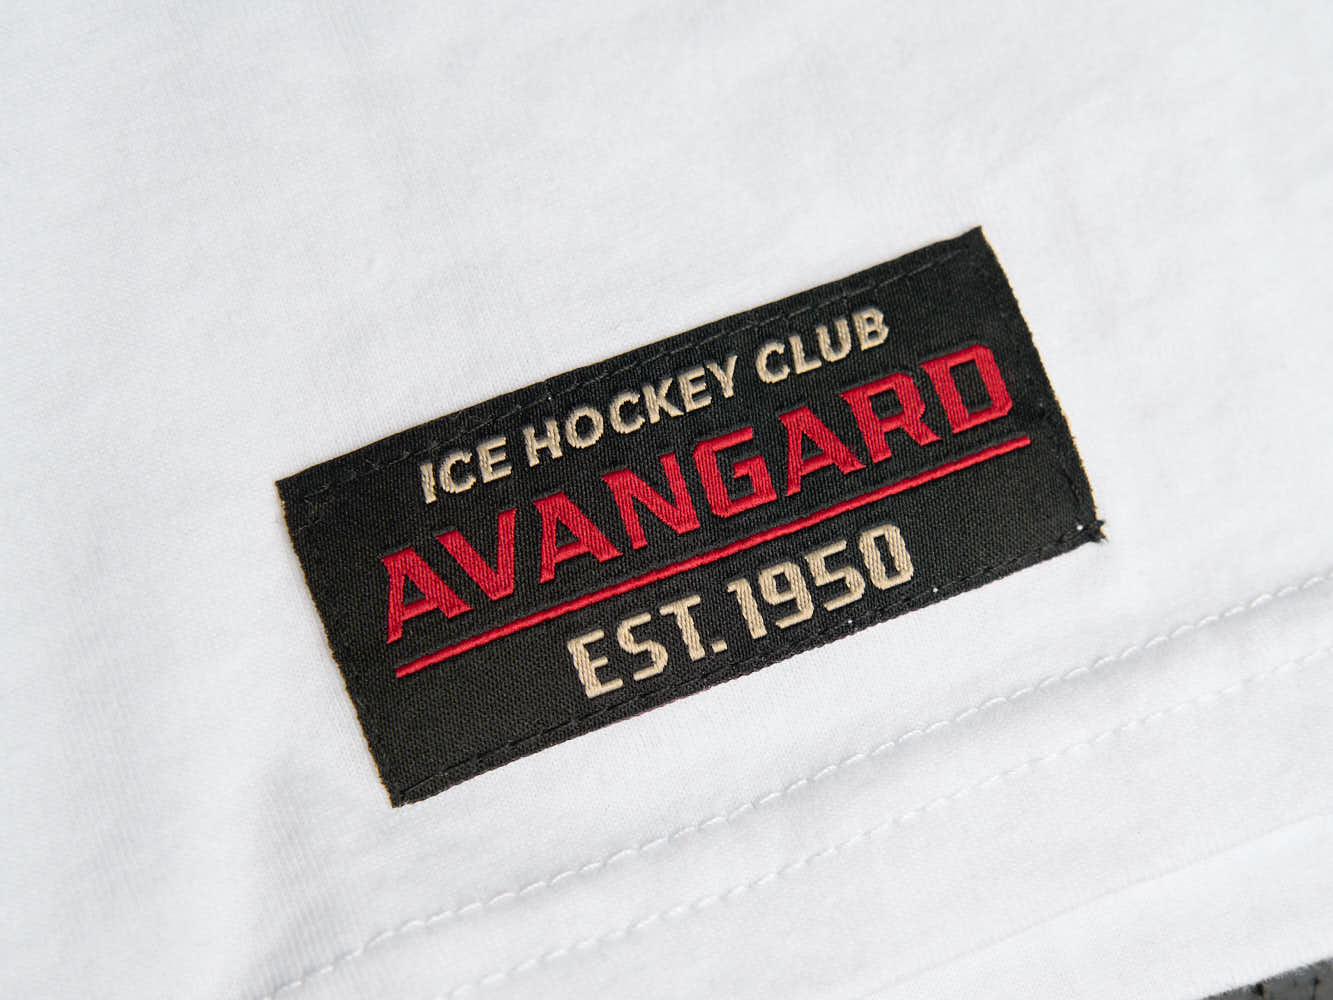 ICE HOCKEY CLUB
AVANGARD
EST. 1950